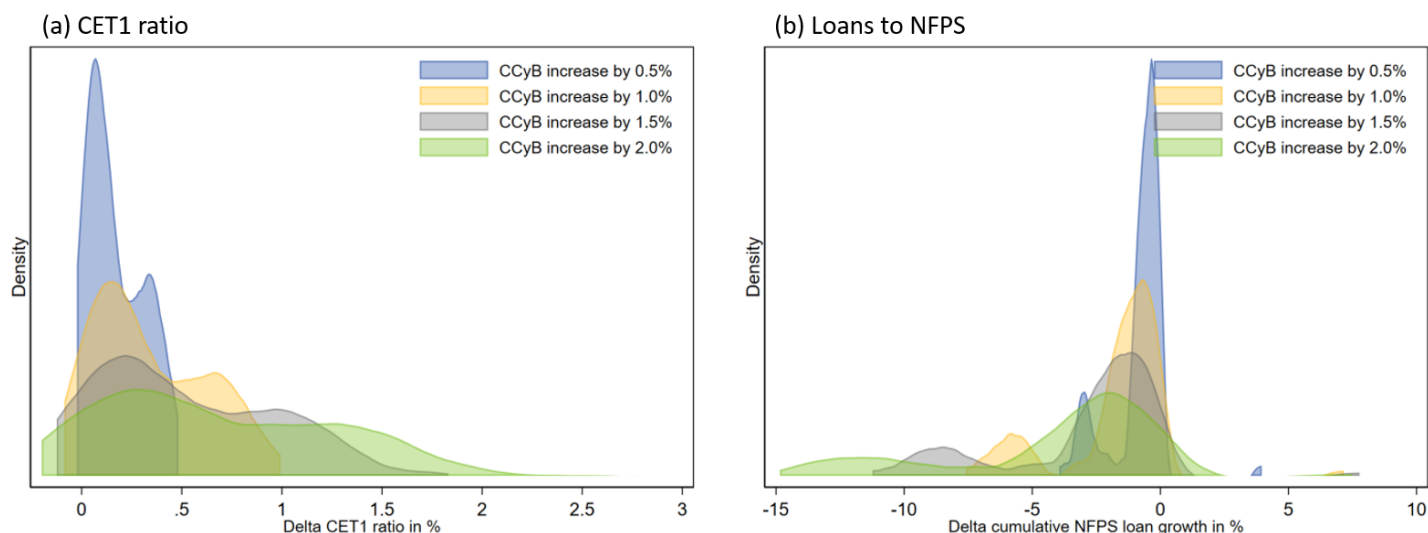 (a) CET1 ratio
CCyB increase by 0.5%
CCyB increase by 1.0%
CCyB increase by 1.5%
CCyB increase by 2.0%
Density
0 .5 1 1.5 2 2.5 3
Delta CET1 ratio in %
(b) Loans to NFPS
CCyB increase by 0.5%
CCyB increase by 1.0%
CCyB increase by 1.5%
CCyB increase by 2.0%
Density
-15 -10 -5 0 5 10
Delta cumulative NFPS loan growth in %